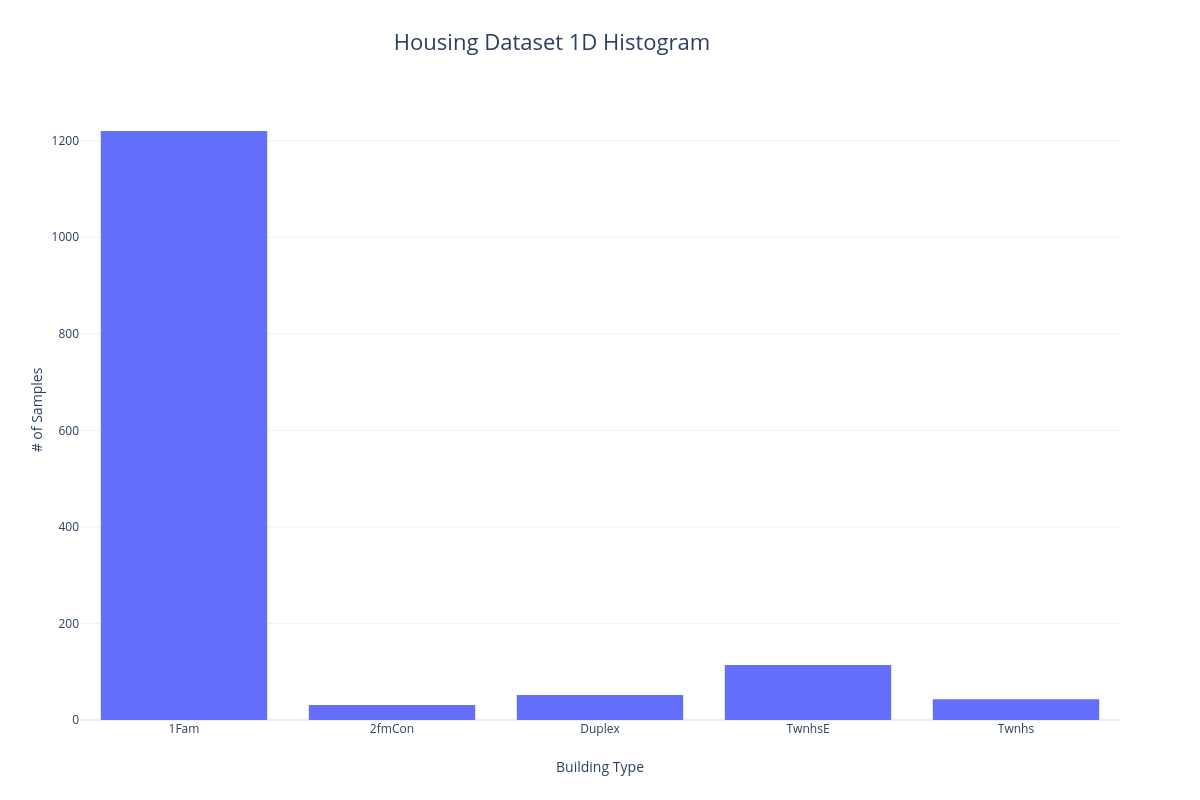 Housing Dataset 1D Histogram
# of Samples
1200
1000
800
600
400
200
0
1Fam 2fmCon Duplex TwnhsE Twnhs
Building Type